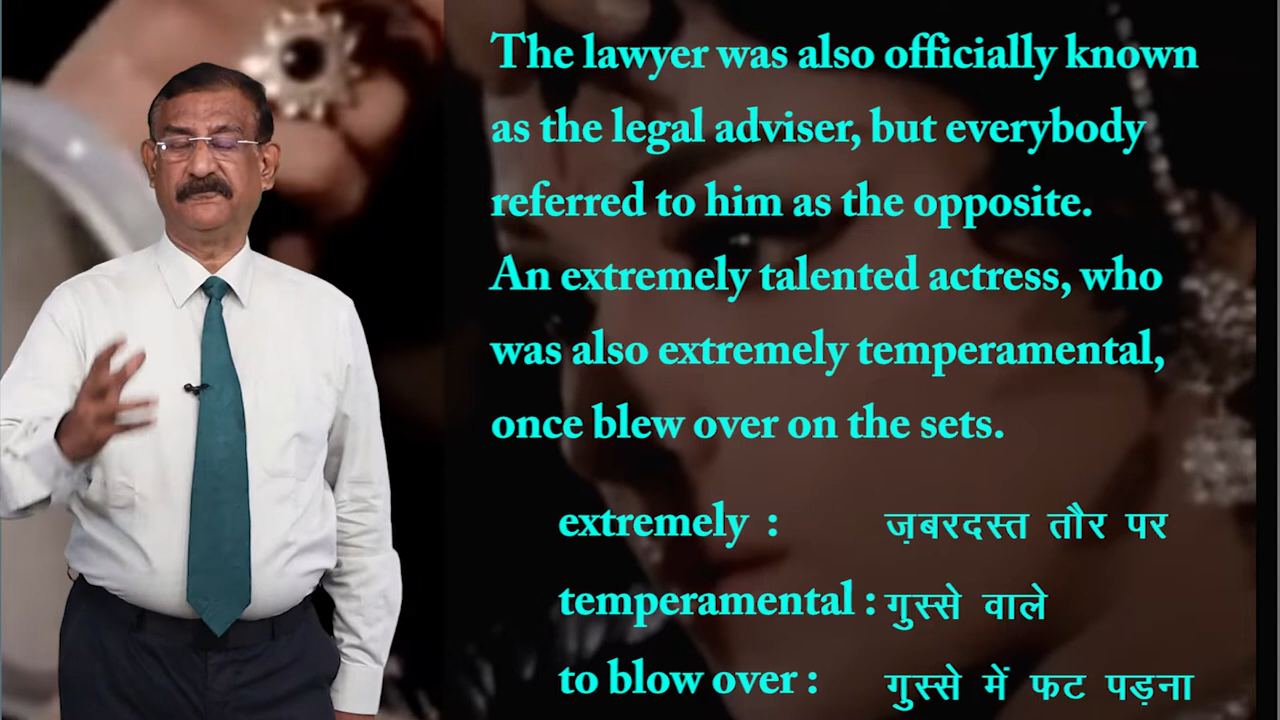 The lawyer was also officially known
as the legal adviser, but everybody
referred to him as the opposite.
An extremely talented actress, who
was also extremely temperamental,
once blew over on the sets.
extremely : ज़बरदस्त तौर पर
temperamental : गुस्से वाले
to blow over : गुस्से में फट पड़ना